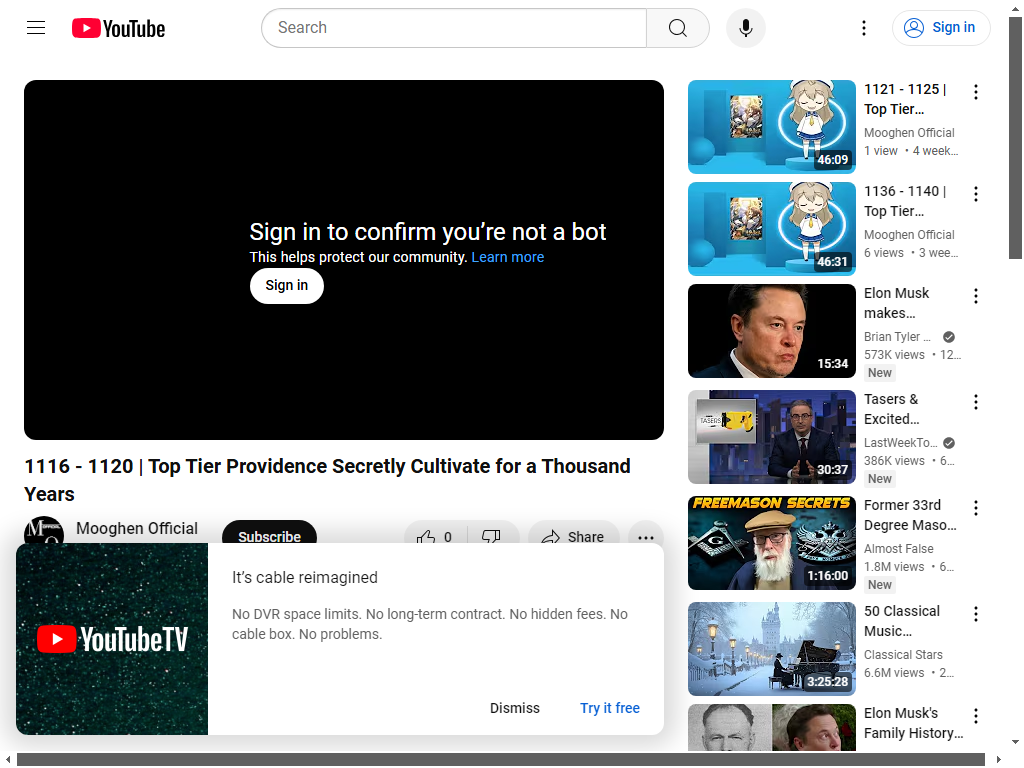 YouTube
Search
Sign in
Sign in to confirm you’re not a bot
This helps protect our community. Learn more
Sign in
1116 - 1120 | Top Tier Providence Secretly Cultivate for a Thousand
Years
Mooghen Official
Subscribe
0
Share
YouTubeTV
It’s cable reimagined
No DVR space limits. No long-term contract. No hidden fees. No
cable box. No problems.
Dismiss
Try it free
46:09
1121 - 1125 |
Top Tier…
Mooghen Official
1 view • 4 week…
46:31
1136 - 1140 |
Top Tier…
Mooghen Official
6 views • 3 wee…
15:34
Elon Musk
makes…
Brian Tyler …
573K views • 12…
New
TASERS
30:37
Tasers &
Excited…
LastWeekTo…
386K views • 6…
New
FREEMASON SECRETS
1:16:00
Former 33rd
Degree Maso…
Almost False
1.8M views • 6…
New
3:25:28
50 Classical
Music…
Classical Stars
6.6M views • 2…
Elon Musk's
Family History…